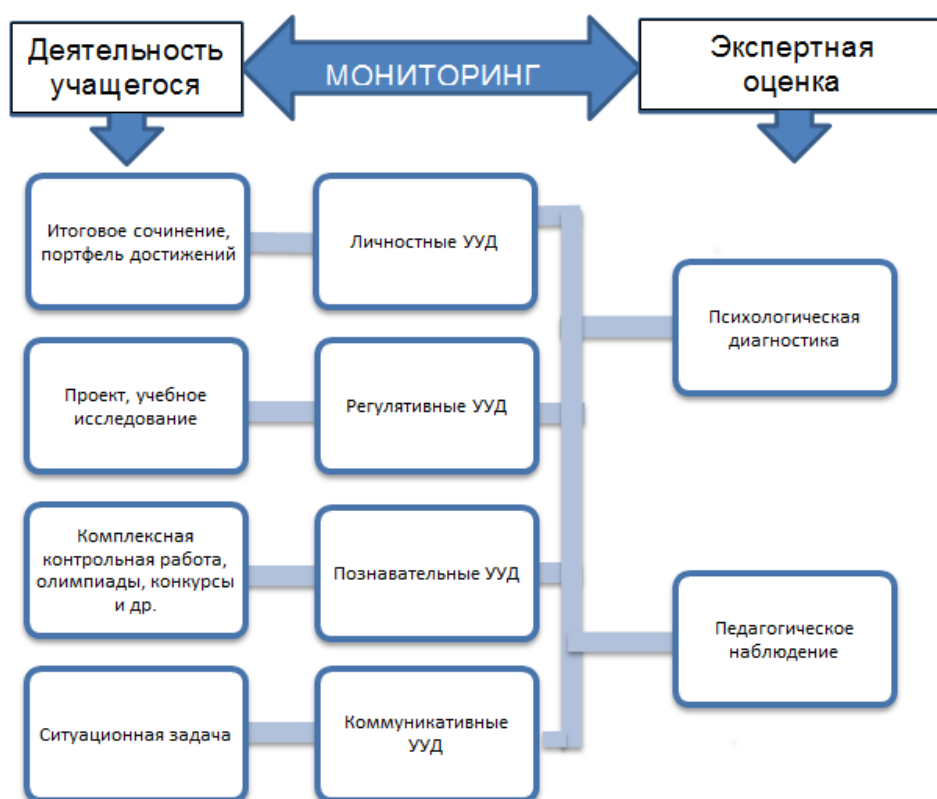 Деятельность
учащегося
МОНИТОРИНГ
Экспертная
оценка
Итоговое сочинение,
портфель достижений
Личностные УУД
Психологическая
диагностика
Проект, учебное
исследование
Регулятивные УУД
Комплексная
контрольная работа,
олимпиады, конкурсы
и др.
Познавательные УУД
Педагогическое
наблюдение
Ситуационная задача
Коммуникативные
УУД